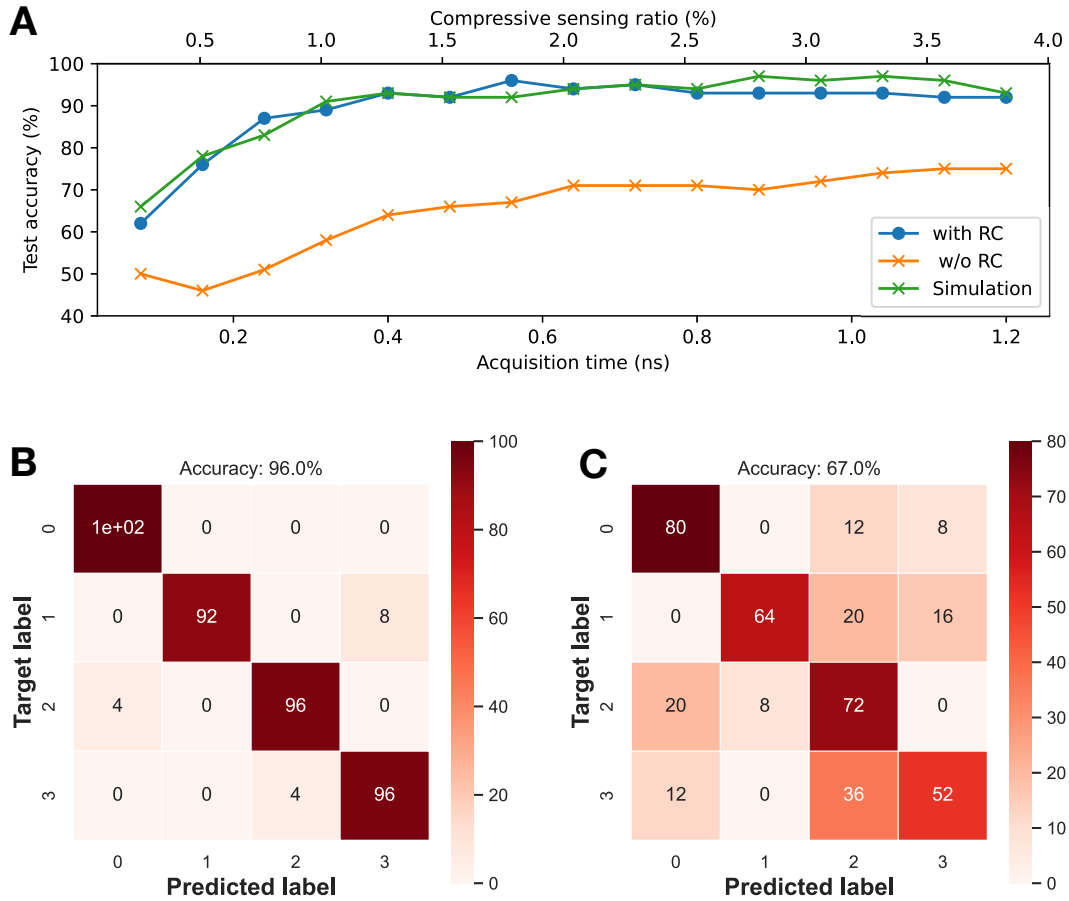 A
Compressive sensing ratio (%)
0.5 1.0 1.5 2.0 2.5 3.0 3.5 4.0
Test accuracy (%)
100
90
80
70
60
50
40
with RC
w/o RC
Simulation
0.2 0.4 0.6 0.8 1.0 1.2
Acquisition time (ns)
B
Accuracy: 96.0%
Target label
0 1e+02 0 0 0
1 0 92 0 8
2 4 0 96 0
3 0 0 4 96
0 1 2 3
Predicted label
100
80
60
40
20
0
C
Accuracy: 67.0%
Target label
0 80 0 12 8
1 0 64 20 16
2 20 8 72 0
3 12 0 36 52
0 1 2 3
Predicted label
80
70
60
50
40
30
20
10
0